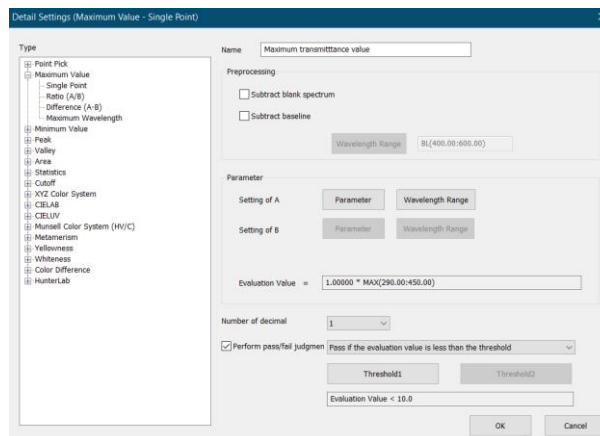 Detail Settings (Maximum Value - Single Point)
Type
Point Pick
Maximum Value
Single Point
Ratio (A/B)
Difference (A-B)
Maximum Wavelength
Minimum Value
Peak
Valley
Area
Statistics
Cutoff
XYZ Color System
CIELAB
CIELUV
Munsell Color System (HV/C)
Metamerism
Yellowness
Whiteness
Color Difference
HunterLab
Name Maximum transmitttance value
Preprocessing
Subtract blank spectrum
Subtract baseline
Wavelength Range BL(400.00:600.00)
Parameter
Setting of A Parameter Wavelength Range
Setting of B Parameter Wavelength Range
Evaluation Value = 1.00000 * MAX(290.00:450.00)
Number of decimal 1
Perform pass/fail judgmen Pass if the evaluation value is less than the threshold
Threshold1 Threshold2
Evaluation Value < 10.0
OK Cancel